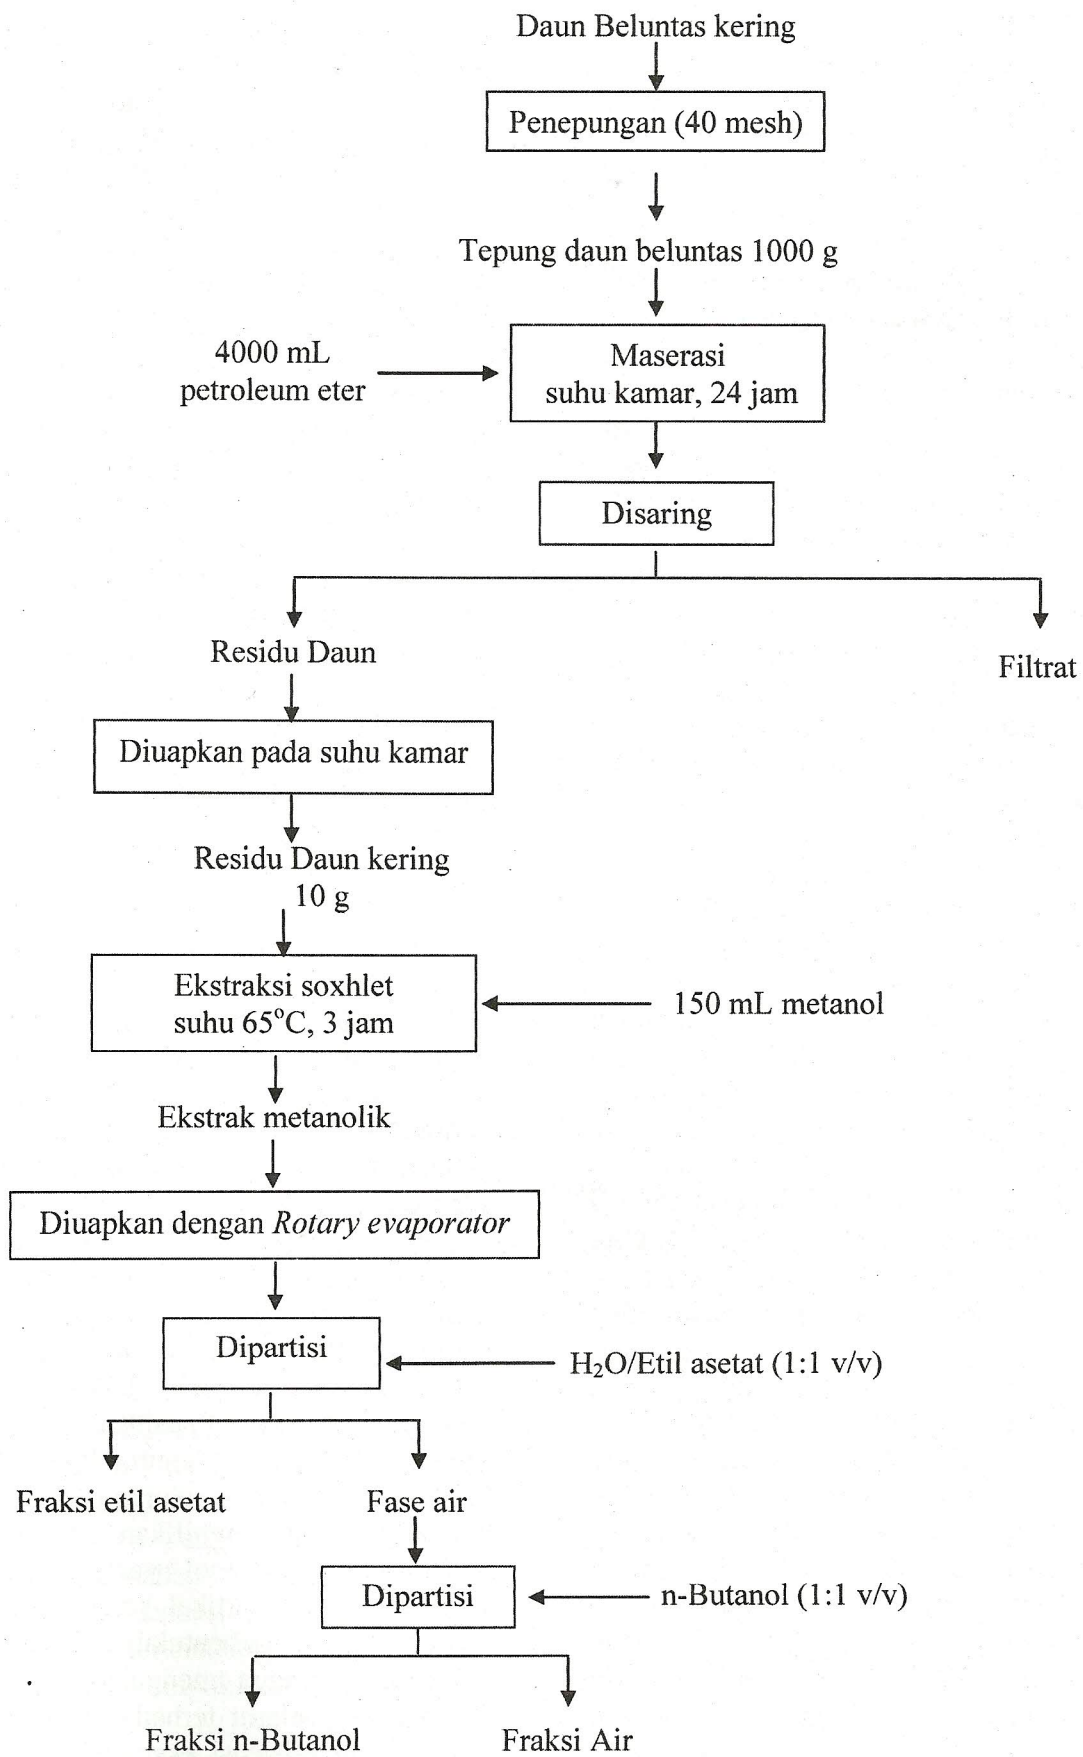 Daun Beluntas kering
Penepungan (40 mesh)
Tepung daun beluntas 1000 g
4000 mL
petroleum eter
Maserasi
suhu kamar, 24 jam
Disaring
Residu Daun
Filtrat
Diuapkan pada suhu kamar
Residu Daun kering
10 g
Ekstraksi soxhlet
suhu 65°C, 3 jam
150 mL metanol
Ekstrak metanolik
Diuapkan dengan Rotary evaporator
Dipartisi
H₂O/Etil asetat (1:1 v/v)
Fraksi etil asetat
Fase air
Dipartisi
n-Butanol (1:1 v/v)
Fraksi n-Butanol
Fraksi Air